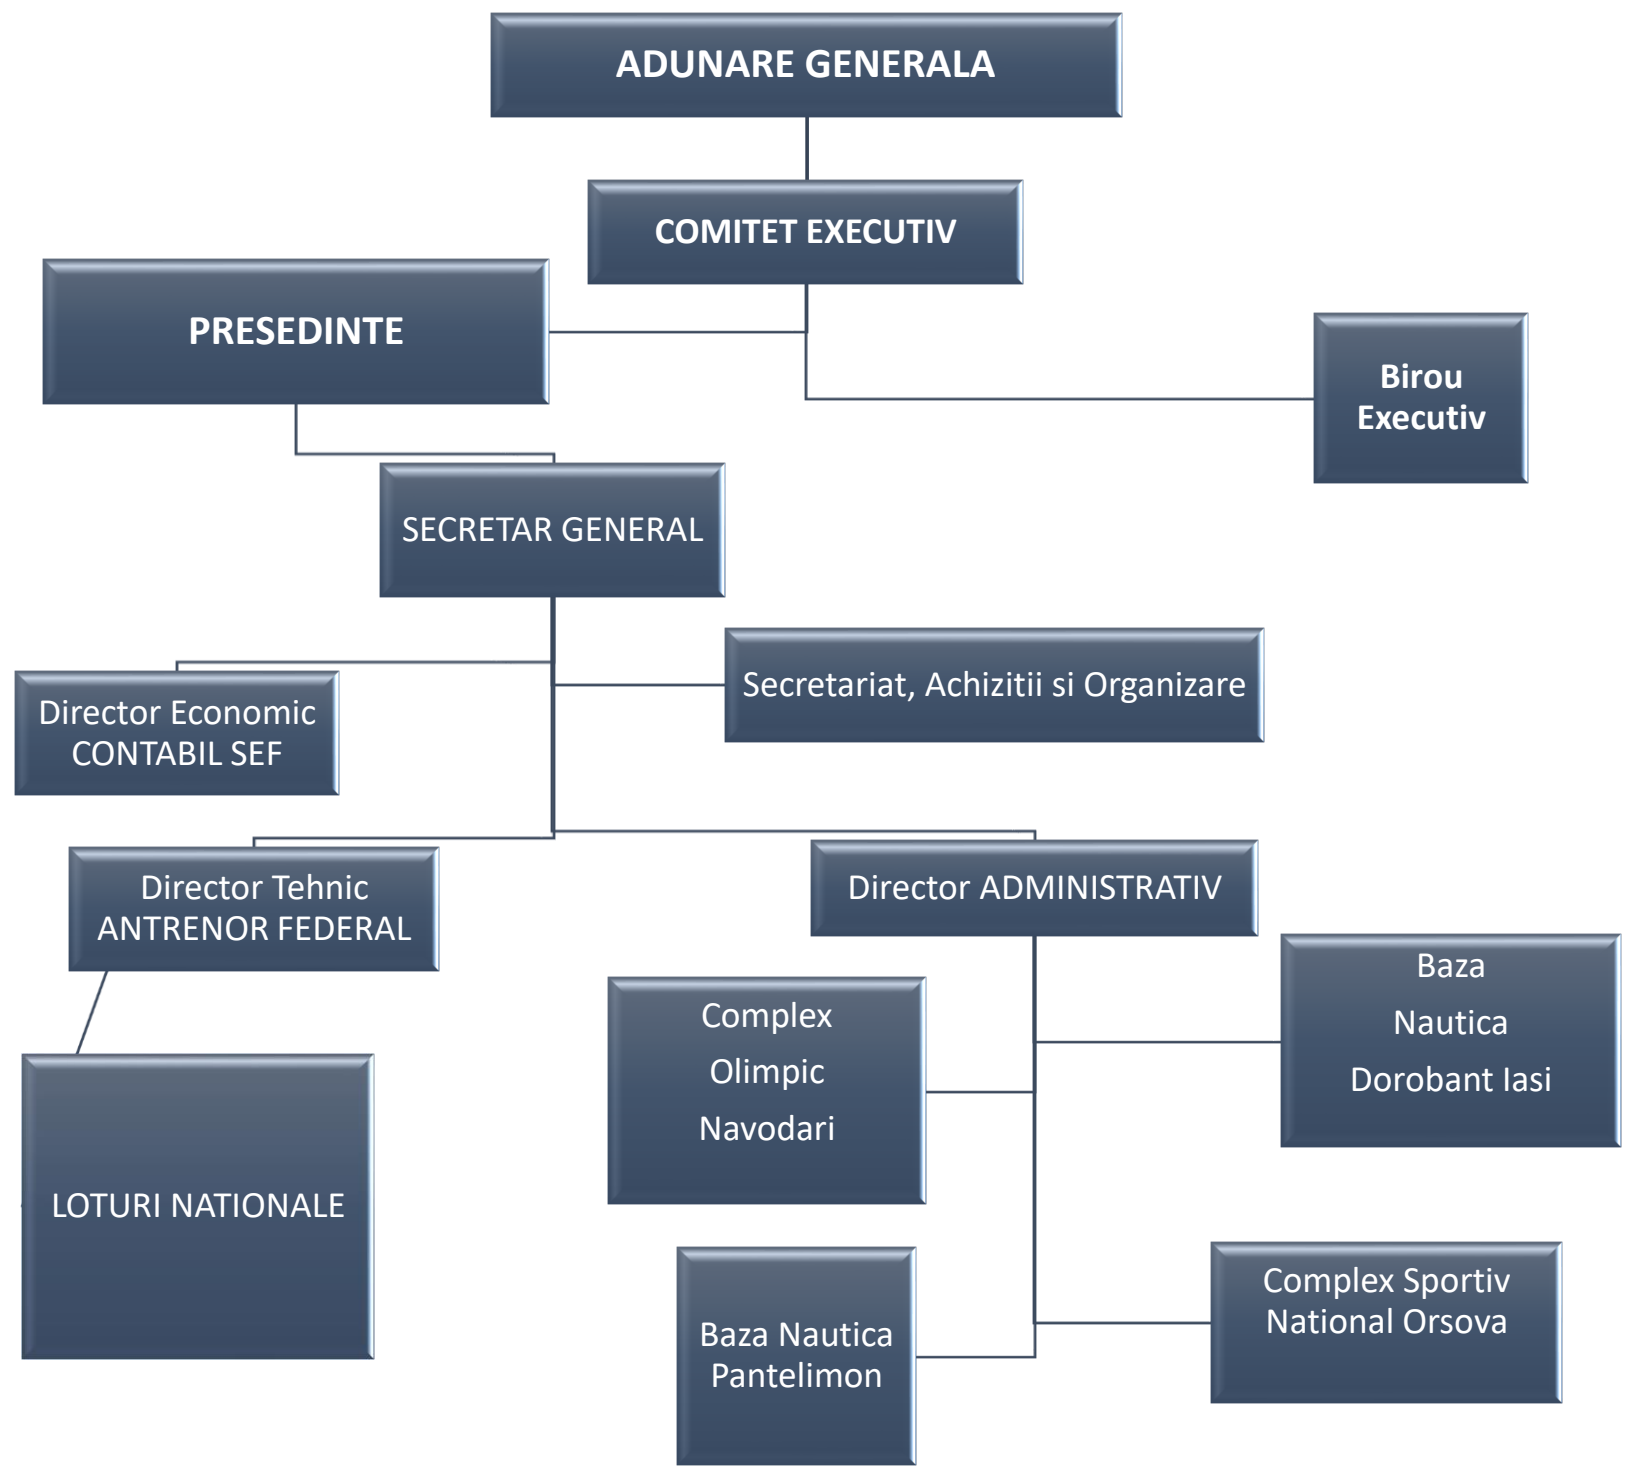 ADUNARE GENERALA
COMITET EXECUTIV
PRESEDINTE
Birou
Executiv
SECRETAR GENERAL
Secretariat, Achizitii si Organizare
Director Economic
CONTABIL SEF
Director Tehnic
ANTRENOR FEDERAL
Director ADMINISTRATIV
Baza
Nautica
Dorobant Iasi
Complex
Olimpic
Navodari
LOTURI NATIONALE
Complex Sportiv
National Orsova
Baza Nautica
Pantelimon